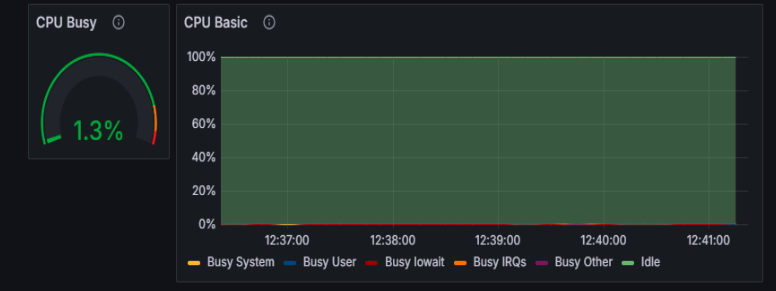 CPU Busy
1.3%
CPU Basic
100%
80%
60%
40%
20%
0%
12:37:00 12:38:00 12:39:00 12:40:00 12:41:00
Busy System Busy User Busy Iowait Busy IRQs Busy Other Idle